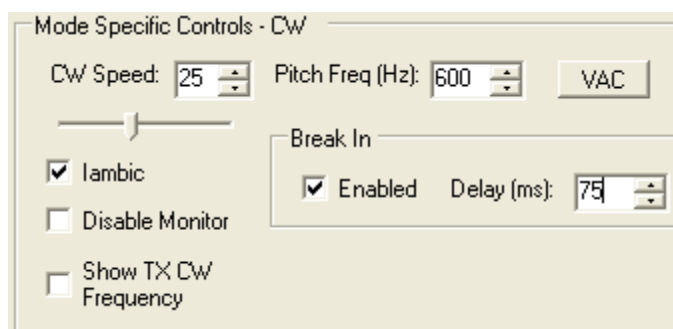 Mode Specific Controls - CW
CW Speed: 25 Pitch Freq (Hz): 600 VAC
Break In
Iambic
Enabled Delay (ms): 75
Disable Monitor
Show TX CW
Frequency